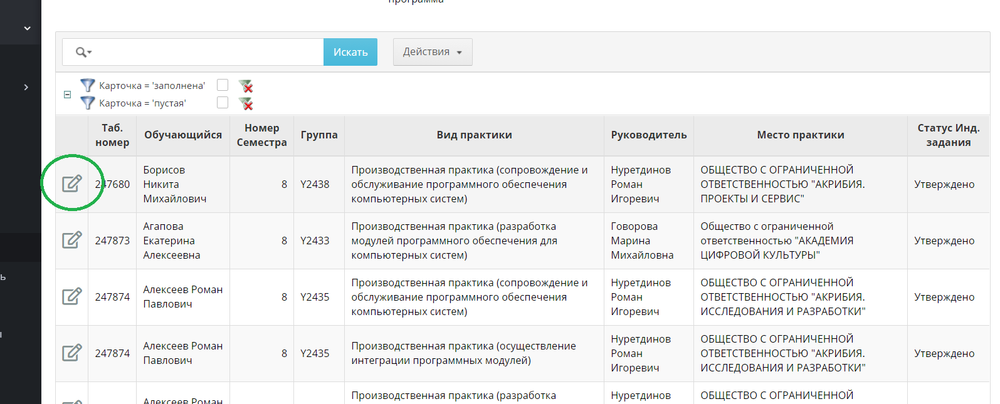 программа
Искать
Действия
Карточка = 'заполнена'
Карточка = 'пустая'
Таб. номер
Обучающийся
Номер Семестра
Группа
Вид практики
Руководитель
Место практики
Статус Инд. задания
247680
Борисов
Никита
Михайлович
8
Y2438
Производственная практика (сопровождение и
обслуживание программного обеспечения
компьютерных систем)
Нуретдинов
Роман
Игоревич
ОБЩЕСТВО С ОГРАНИЧЕННОЙ
ОТВЕТСТВЕННОСТЬЮ "АКРИБИЯ.
ПРОЕКТЫ И СЕРВИС"
Утверждено
247873
Агапова
Екатерина
Алексеевна
8
Y2433
Производственная практика (разработка
модулей программного обеспечения для
компьютерных систем)
Говорова
Марина
Михайловна
Общество с ограниченной
ответственностью "АКАДЕМИЯ
ЦИФРОВОЙ КУЛЬТУРЫ"
Утверждено
247874
Алексеев Роман
Павлович
8
Y2435
Производственная практика (сопровождение и
обслуживание программного обеспечения
компьютерных систем)
Нуретдинов
Роман
Игоревич
ОБЩЕСТВО С ОГРАНИЧЕННОЙ
ОТВЕТСТВЕННОСТЬЮ "АКРИБИЯ.
ИССЛЕДОВАНИЯ И РАЗРАБОТКИ"
Утверждено
247874
Алексеев Роман
Павлович
8
Y2435
Производственная практика (осуществление
интеграции программных модулей)
Нуретдинов
Роман
Игоревич
ОБЩЕСТВО С ОГРАНИЧЕННОЙ
ОТВЕТСТВЕННОСТЬЮ "АКРИБИЯ.
ИССЛЕДОВАНИЯ И РАЗРАБОТКИ"
Утверждено
Алексеев Роман
Производственная практика (разработка
Нуретдинов
ОБЩЕСТВО С ОГРАНИЧЕННОЙ